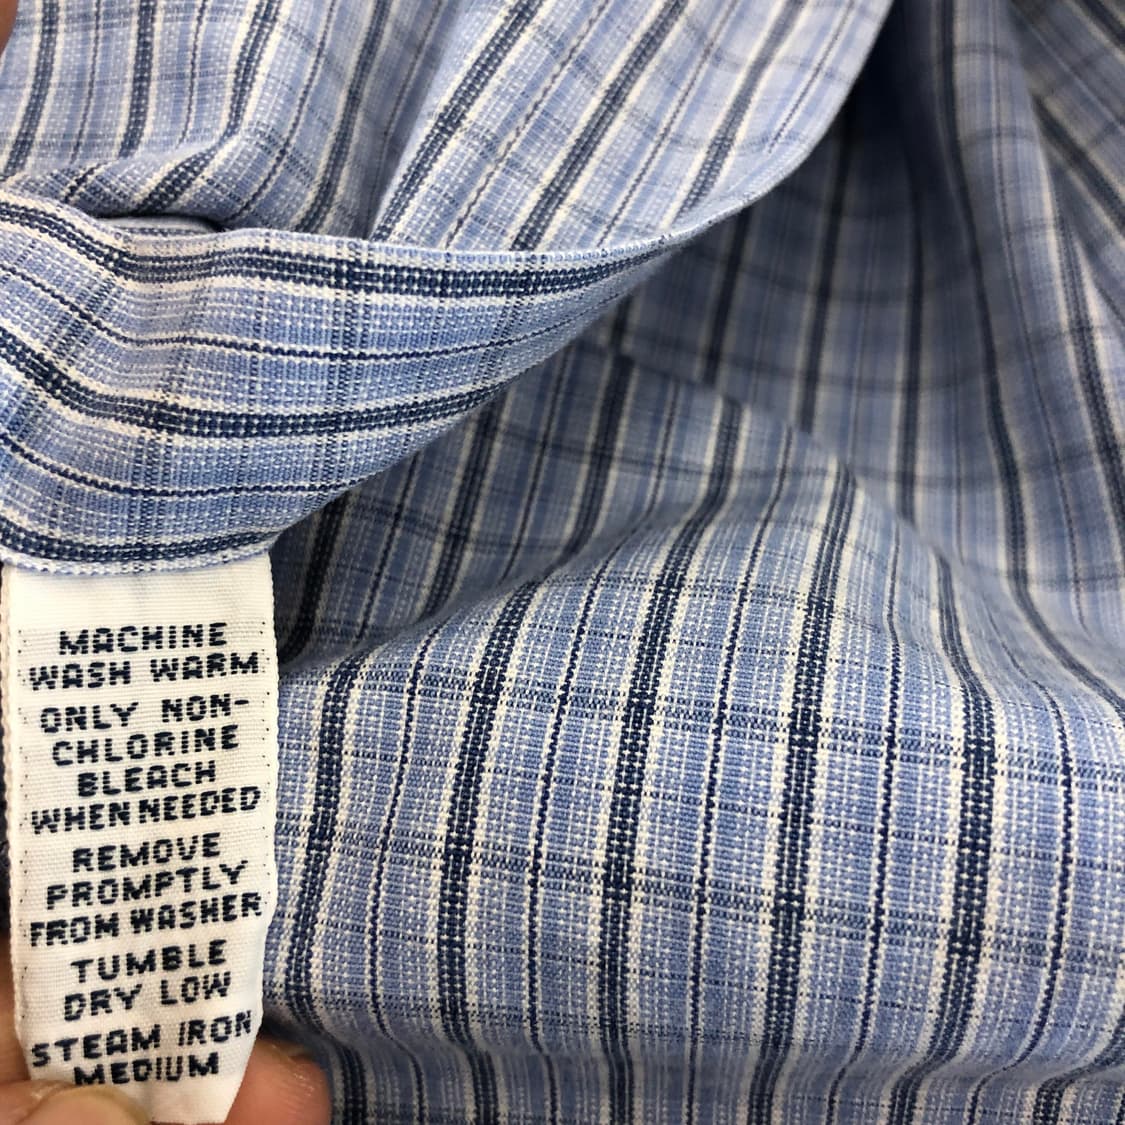 MACHINE
WASH WARM
ONLY NON-
CHLORINE
BLEACH
WHEN NEEDED
REMOVE
PROMPTLY
FROM WASHER
TUMBLE
DRY LOW
STEAM IRON
MEDIUM